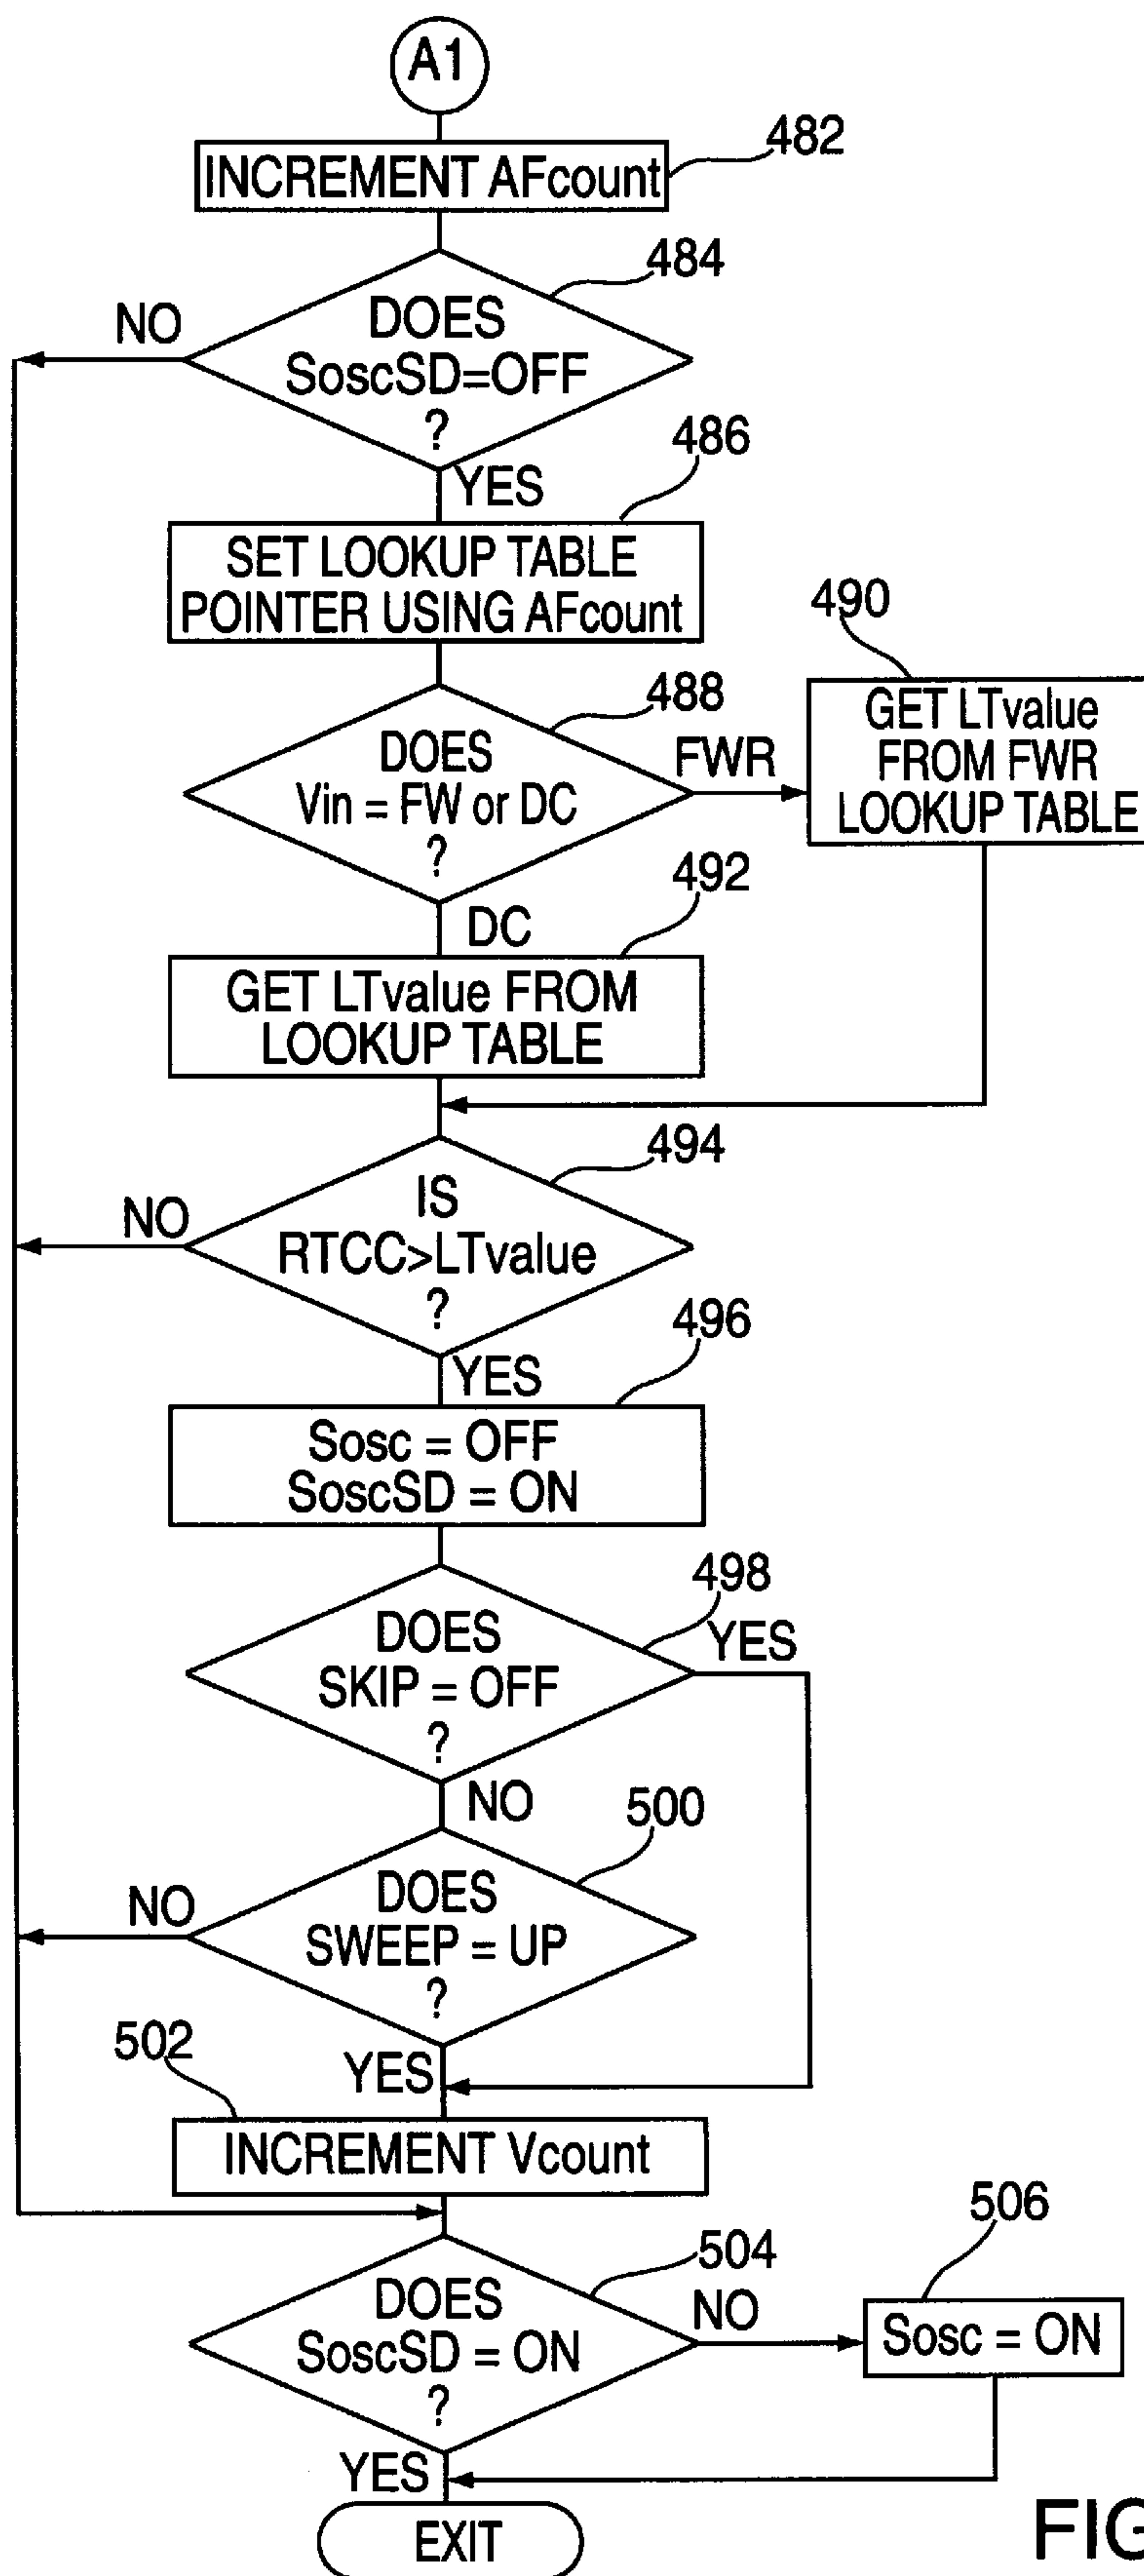 A1
INCREMENT AFcount
482
DOES
SoscSD=OFF
?
484
NO
YES
486
SET LOOKUP TABLE
POINTER USING AFcount
DOES
Vin = FW or DC
?
488
FWR
490
GET LTvalue
FROM FWR
LOOKUP TABLE
DC
492
GET LTvalue FROM
LOOKUP TABLE
IS
RTCC>LTvalue
?
494
NO
YES
496
Sosc = OFF
SoscSD = ON
DOES
SKIP = OFF
?
498
YES
NO
500
DOES
SWEEP = UP
?
NO
YES
502
INCREMENT Vcount
DOES
SoscSD = ON
?
504
NO
506
Sosc = ON
YES
EXIT
FIG